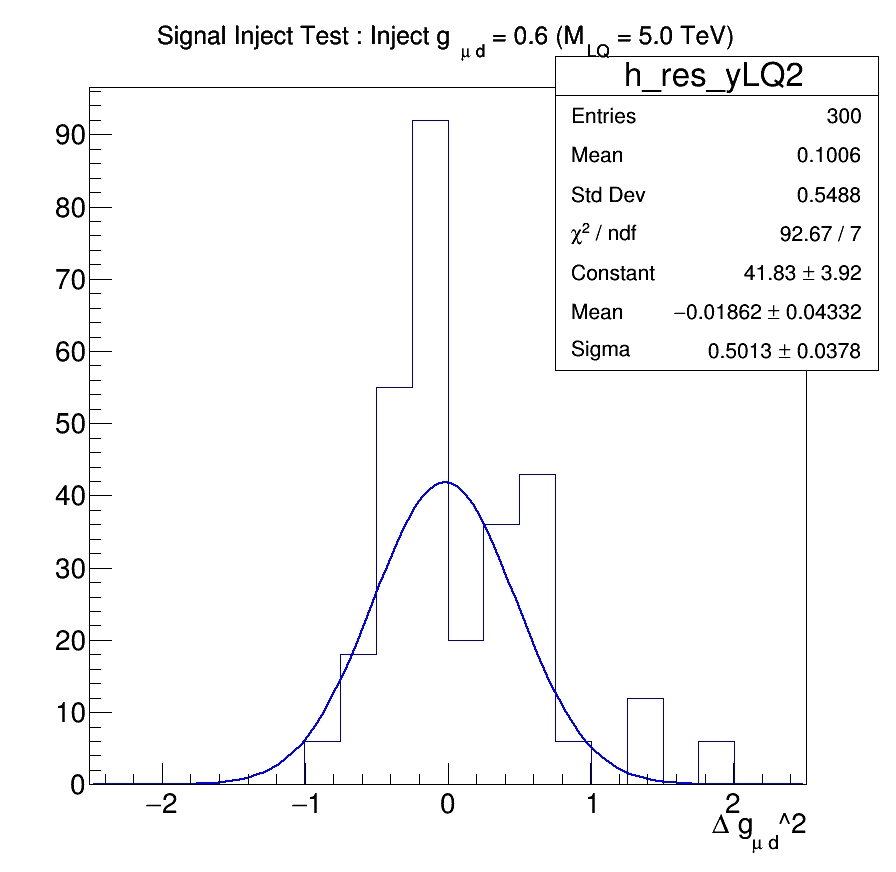 Signal Inject Test : Inject g μ d = 0.6 (M LQ = 5.0 TeV)
h_res_yLQ2
Entries 300
Mean 0.1006
Std Dev 0.5488
χ² / ndf 92.67 / 7
Constant 41.83 ± 3.92
Mean −0.01862 ± 0.04332
Sigma 0.5013 ± 0.0378
90
80
70
60
50
40
30
20
10
0
−2 −1 0 1 2
Δ g μ d ^2